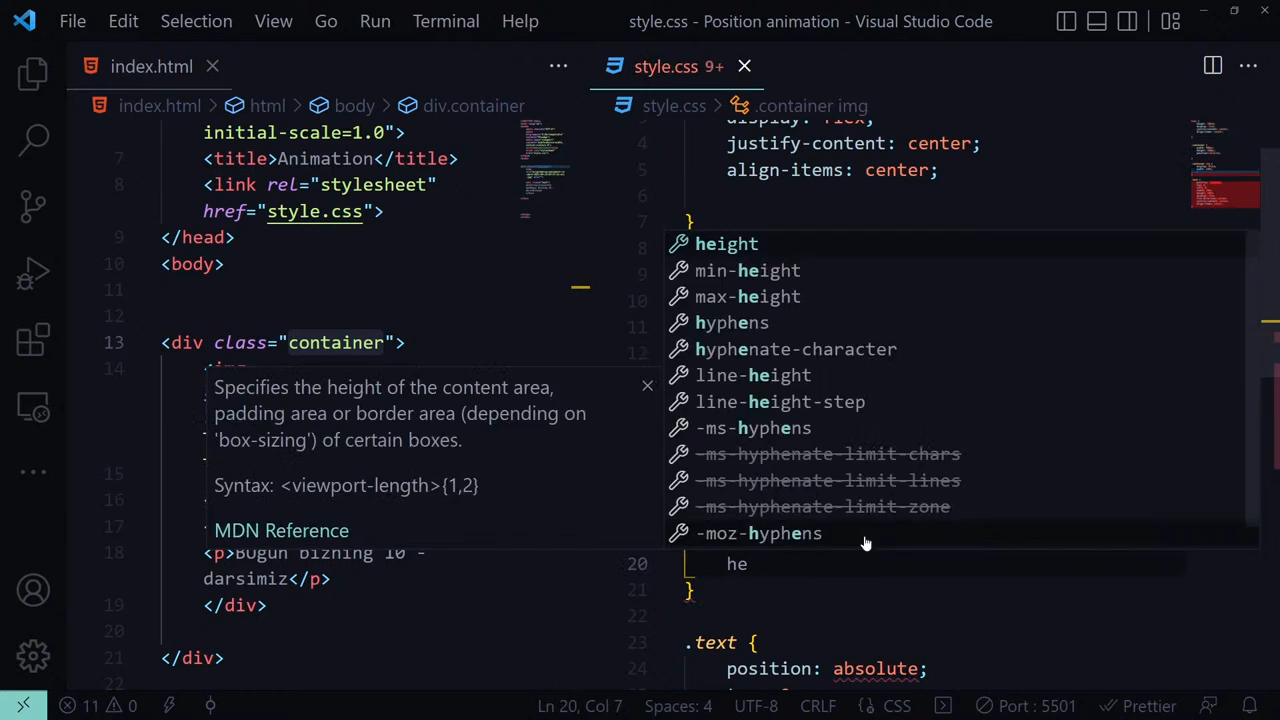 File Edit Selection View Go Run Terminal Help style.css - Position animation - Visual Studio Code
index.html
style.css 9+
index.html > html > body > div.container
style.css > .container img
initial-scale=1.0">
7 <title>Animation</title>
8 <link rel="stylesheet"
href="style.css">
9 </head>
10 <body>
11
12
13 <div class="container">
14
Specifies the height of the content area,
padding area or border area (depending on
'box-sizing') of certain boxes.
Syntax: <viewport-length>{1,2}
MDN Reference
15
16
17
18 <p>Bugun bizning 10 -
darsimiz</p>
19 </div>
20
21 </div>
22
4 justify-content: center;
5 align-items: center;
6
7 }
8
9
10
11
12
height
min-height
max-height
hyphens
hyphenate-character
line-height
line-height-step
-ms-hyphens
-ms-hyphenate-limit-chars
-ms-hyphenate-limit-lines
-ms-hyphenate-limit-zone
-moz-hyphens
20 he
21 }
22
23 .text {
24 position: absolute;
11 0 Ln 20, Col 7 Spaces: 4 UTF-8 CRLF {} CSS Port : 5501 Prettier